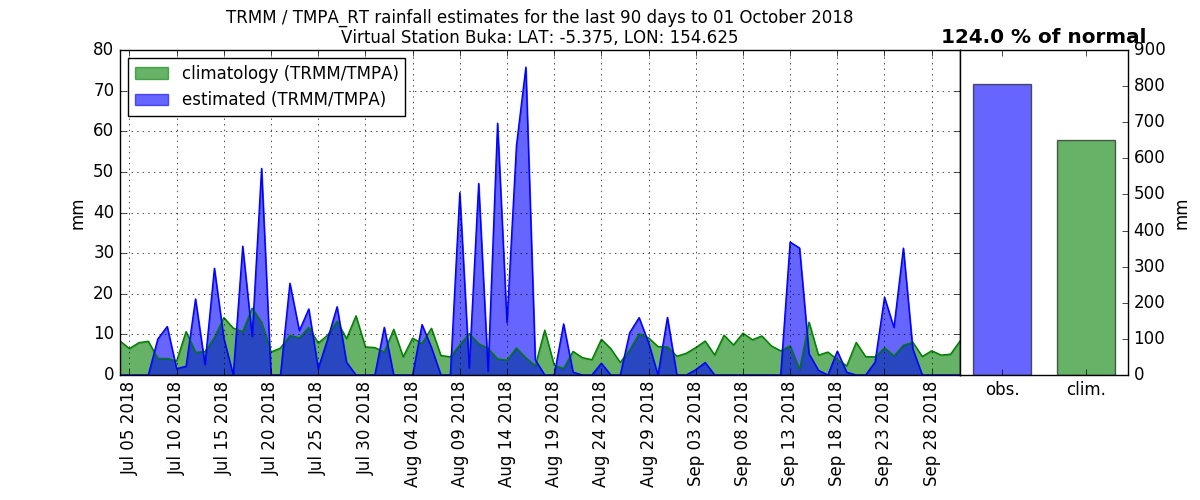 TRMM / TMPA_RT rainfall estimates for the last 90 days to 01 October 2018
Virtual Station Buka: LAT: -5.375, LON: 154.625
124.0 % of normal
climatology (TRMM/TMPA)
estimated (TRMM/TMPA)
80
70
60
50
40
30
20
10
0
mm
900
800
700
600
500
400
300
200
100
0
mm
Jul 05 2018
Jul 10 2018
Jul 15 2018
Jul 20 2018
Jul 25 2018
Jul 30 2018
Aug 04 2018
Aug 09 2018
Aug 14 2018
Aug 19 2018
Aug 24 2018
Aug 29 2018
Sep 03 2018
Sep 08 2018
Sep 13 2018
Sep 18 2018
Sep 23 2018
Sep 28 2018
obs.
clim.